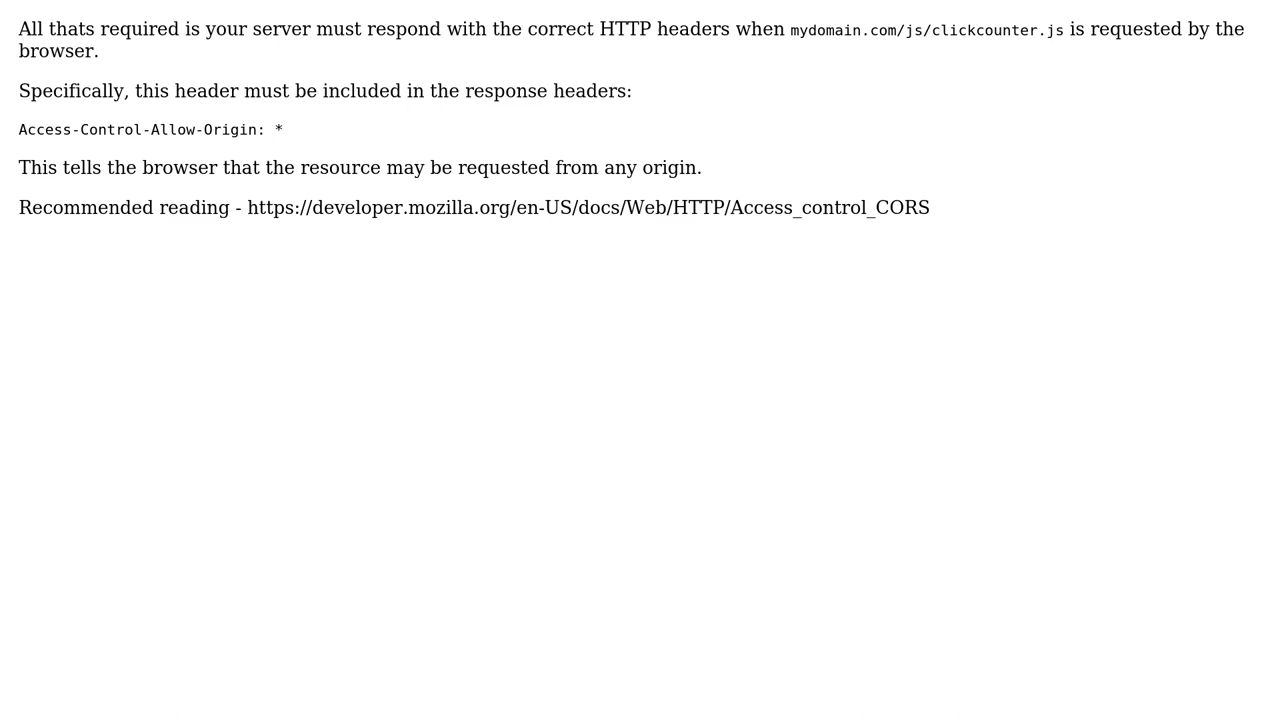 All thats required is your server must respond with the correct HTTP headers when mydomain.com/js/clickcounter.js is requested by the
browser.
Specifically, this header must be included in the response headers:
Access-Control-Allow-Origin: *
This tells the browser that the resource may be requested from any origin.
Recommended reading - https://developer.mozilla.org/en-US/docs/Web/HTTP/Access_control_CORS